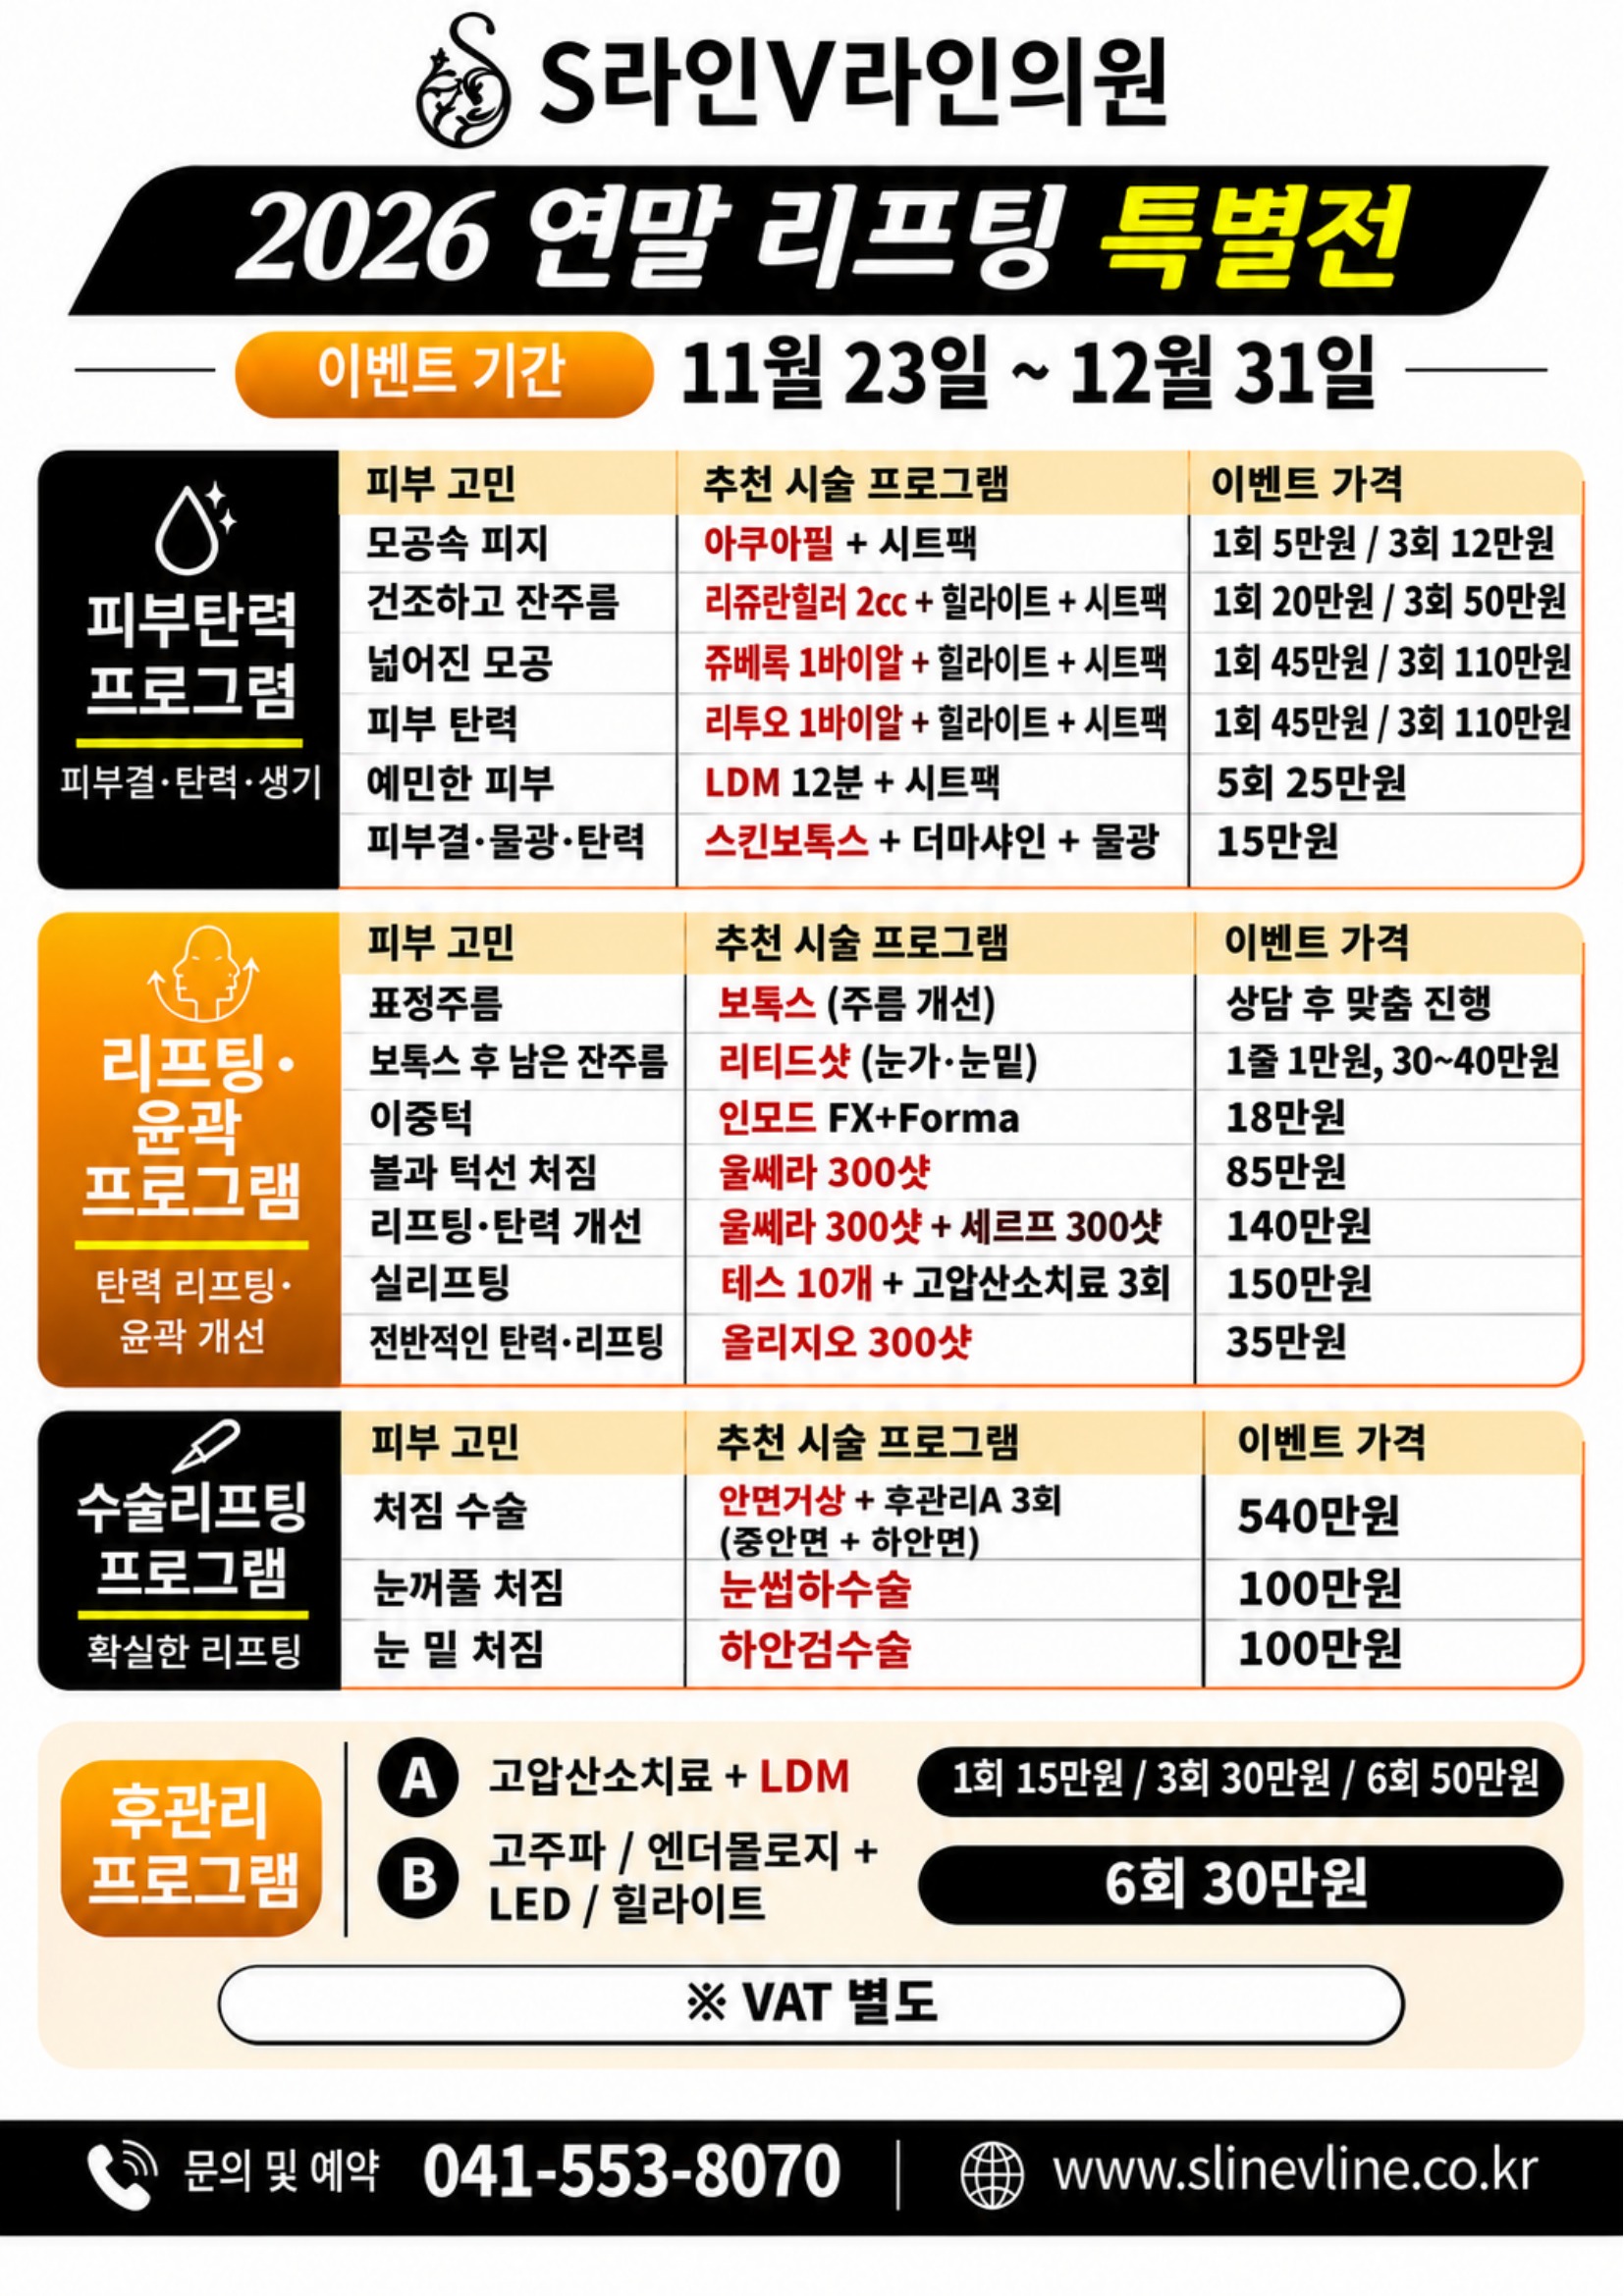 S라인V라인의원
2026 연말 리프팅 특별전
이벤트 기간 11월 23일 ~ 12월 31일
피부탄력
프로그렴
피부결·탄력·생기
피부 고민 추천 시술 프로그램 이벤트 가격
모공속 피지 아쿠아필 + 시트팩 1회 5만원 / 3회 12만원
건조하고 잔주름 리쥬란힐러 2cc + 힐라이트 + 시트팩 1회 20만원 / 3회 50만원
넓어진 모공 쥬베룩 1바이알 + 힐라이트 + 시트팩 1회 45만원 / 3회 110만원
피부 탄력 리투오 1바이알 + 힐라이트 + 시트팩 1회 45만원 / 3회 110만원
예민한 피부 LDM 12분 + 시트팩 5회 25만원
피부결·물광·탄력 스킨보톡스 + 더마샤인 + 물광 15만원
리프팅·
윤곽
프로그램
탄력 리프팅·
윤곽 개선
피부 고민 추천 시술 프로그램 이벤트 가격
표정주름 보톡스 (주름 개선) 상담 후 맞춤 진행
보톡스 후 남은 잔주름 리티드샷 (눈가·눈밑) 1줄 1만원, 30~40만원
이중턱 인모드 FX+Forma 18만원
볼과 턱선 처짐 울쎄라 300샷 85만원
리프팅·탄력 개선 울쎄라 300샷 + 세르프 300샷 140만원
실리프팅 테스 10개 + 고압산소치료 3회 150만원
전반적인 탄력·리프팅 올리지오 300샷 35만원
수술리프팅
프로그램
확실한 리프팅
피부 고민 추천 시술 프로그램 이벤트 가격
처짐 수술 안면거상 + 후관리A 3회 540만원
(중안면 + 하안면)
눈꺼풀 처짐 눈썹하수술 100만원
눈 밑 처짐 하안검수술 100만원
후관리
프로그램
A 고압산소치료 + LDM 1회 15만원 / 3회 30만원 / 6회 50만원
B 고주파 / 엔더몰로지 +
LED / 힐라이트 6회 30만원
※ VAT 별도
문의 및 예약 041-553-8070 www.slinevline.co.kr